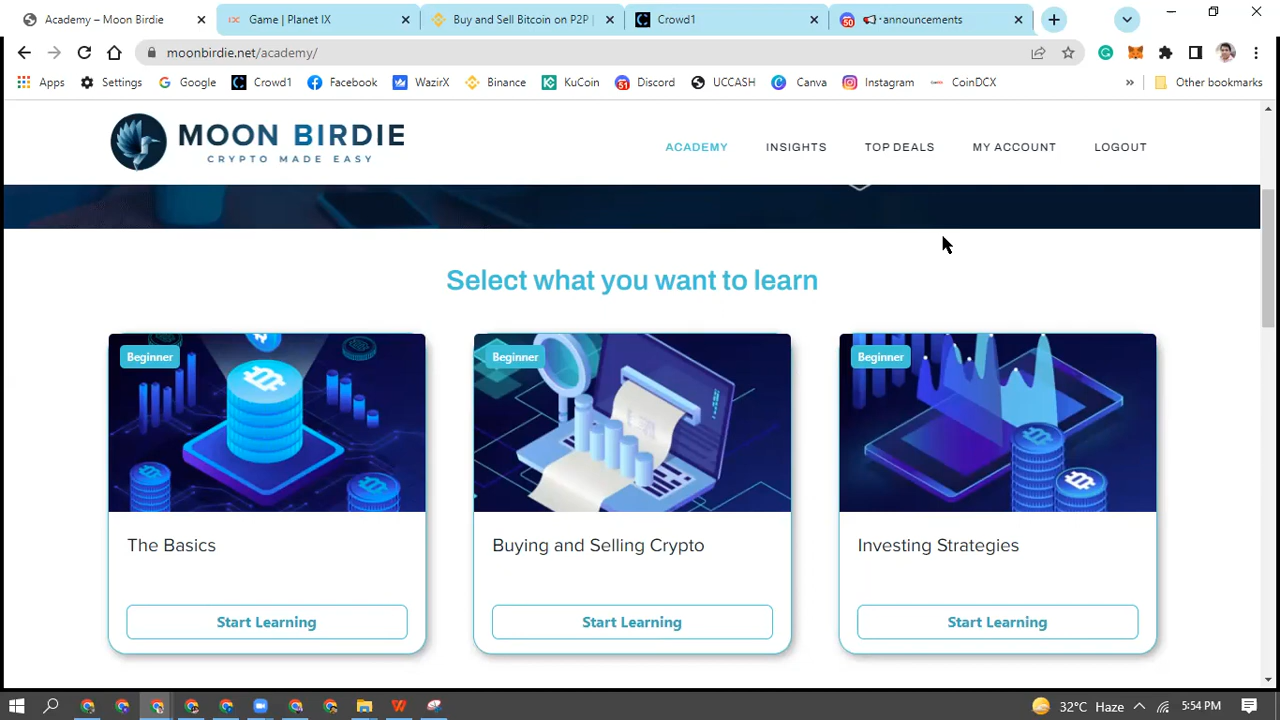 Academy – Moon Birdie
Game | Planet IX
Buy and Sell Bitcoin on P2P |
Crowd1
announcements
moonbirdie.net/academy/
Apps
Settings
Google
Crowd1
Facebook
WazirX
Binance
KuCoin
51
Discord
UCCASH
Canva
Instagram
CoinDCX
»
Other bookmarks
MOON BIRDIE
CRYPTO MADE EASY
ACADEMY
INSIGHTS
TOP DEALS
MY ACCOUNT
LOGOUT
Select what you want to learn
Beginner
Beginner
Beginner
The Basics
Buying and Selling Crypto
Investing Strategies
Start Learning
Start Learning
Start Learning
32°C Haze
5:54 PM